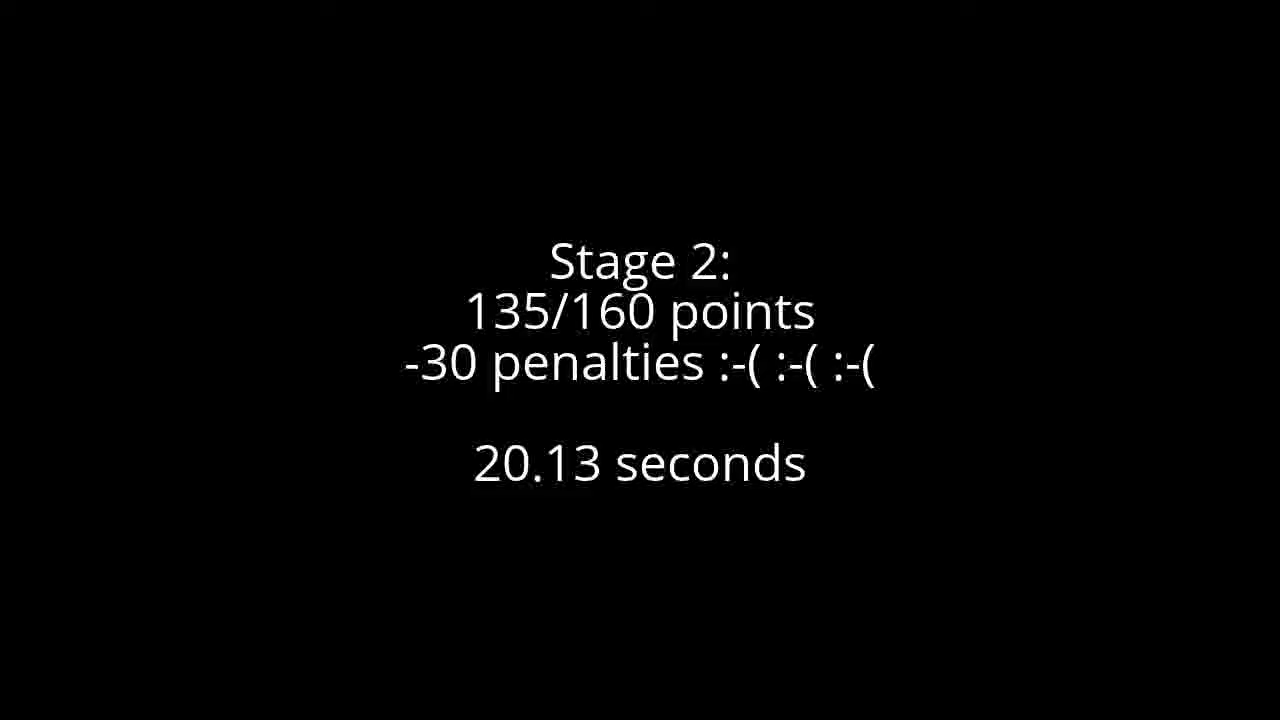 Stage 2:
135/160 points
-30 penalties :-( :-( :-(
20.13 seconds